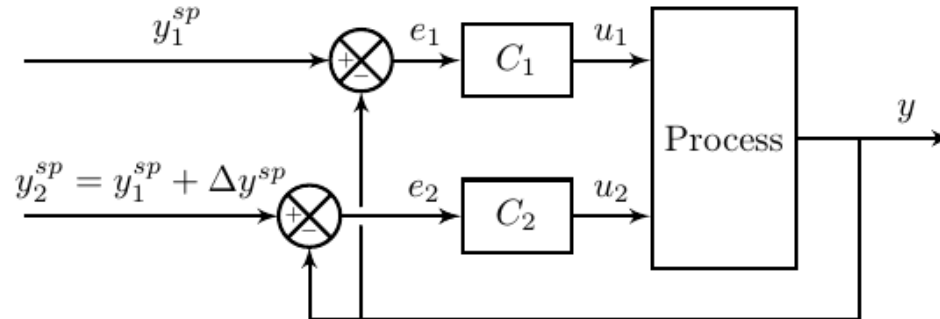 y_1^{sp}
+
−
e_1
C_1
u_1
Process
y
y_2^{sp} = y_1^{sp} + Δy^{sp}
+
−
e_2
C_2
u_2